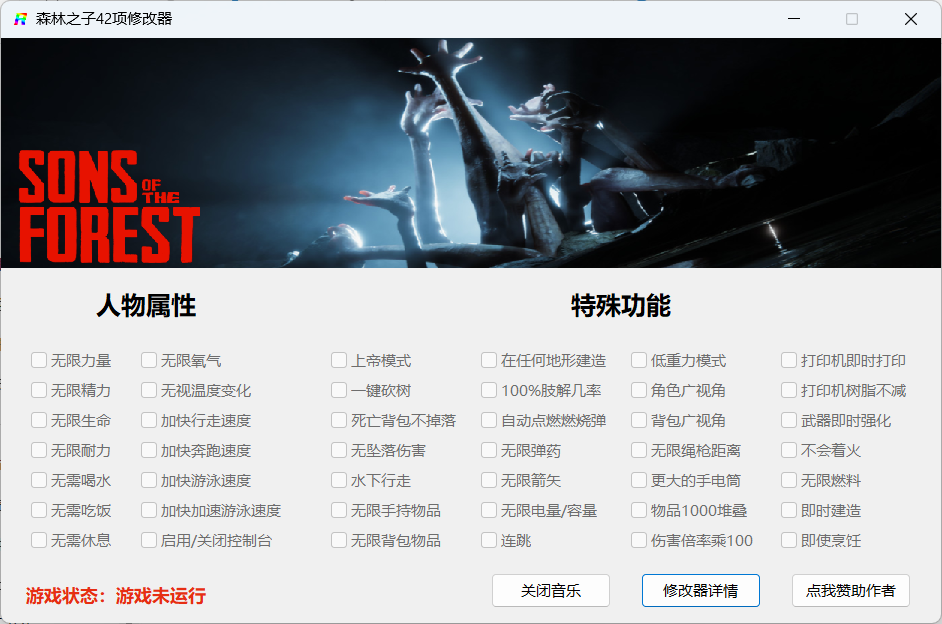 森林之子42项修改器
SONS
OF
THE
FOREST
人物属性
特殊功能
无限力量
无限氧气
上帝模式
在任何地形建造
低重力模式
打印机即时打印
无限精力
无视温度变化
一键砍树
100%肢解几率
角色广视角
打印机树脂不减
无限生命
加快行走速度
死亡背包不掉落
自动点燃燃烧弹
背包广视角
武器即时强化
无限耐力
加快奔跑速度
无坠落伤害
无限弹药
无限绳枪距离
不会着火
无需喝水
加快游泳速度
水下行走
无限箭矢
更大的手电筒
无限燃料
无需吃饭
加快加速游泳速度
无限手持物品
无限电量/容量
物品1000堆叠
即时建造
无需休息
启用/关闭控制台
无限背包物品
连跳
伤害倍率乘100
即使烹饪
游戏状态：游戏未运行
关闭音乐
修改器详情
点我赞助作者